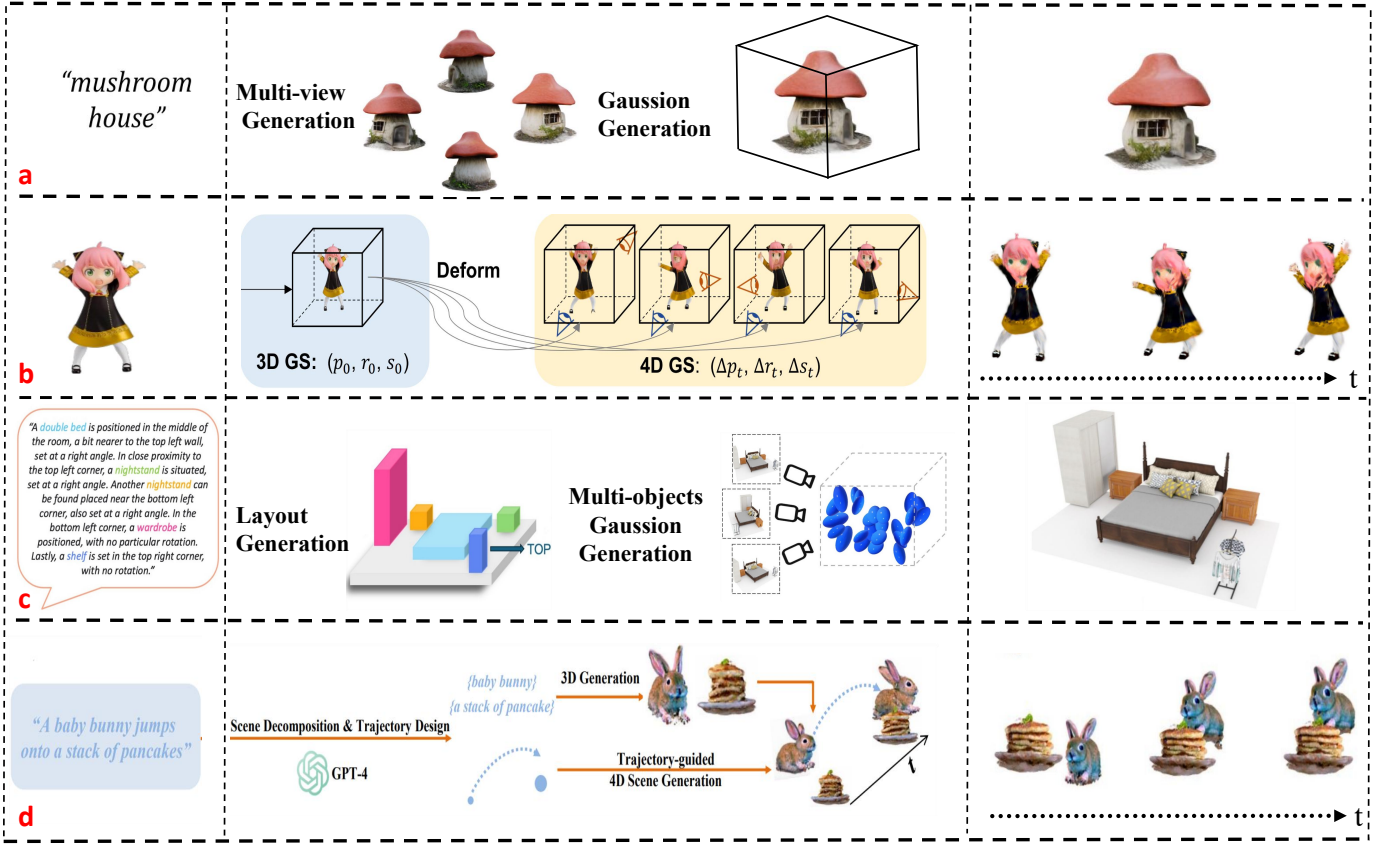 “mushroom
house”
Multi-view
Generation
Gaussion
Generation
a
Deform
3D GS: (p₀, r₀, s₀)
4D GS: (Δpₜ, Δrₜ, Δsₜ)
t
b
“A double bed is positioned in the middle of
the room, a bit nearer to the top left wall,
set at a right angle. In close proximity to
the top left corner, a nightstand is situated,
set at a right angle. Another nightstand can
be found placed near the bottom left
corner, also set at a right angle. In the
bottom left corner, a wardrobe is
positioned, with no particular rotation.
Lastly, a shelf is set in the top right corner,
with no rotation.”
Layout
Generation
TOP
Multi-objects
Gaussion
Generation
c
“A baby bunny jumps
onto a stack of pancakes”
Scene Decomposition & Trajectory Design
GPT-4
{baby bunny}
{a stack of pancake}
3D Generation
Trajectory-guided
4D Scene Generation
t
t
d